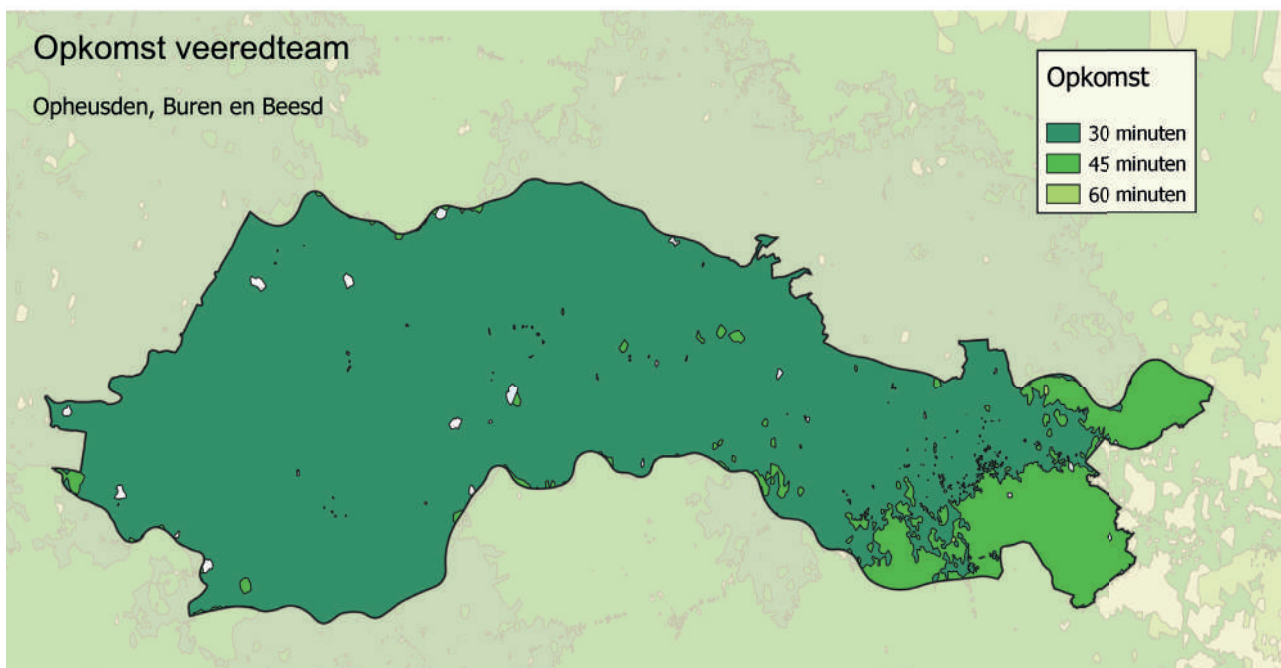 Opkomst veeredteam
Opheusden, Buren en Beesd
Opkomst
30 minuten
45 minuten
60 minuten